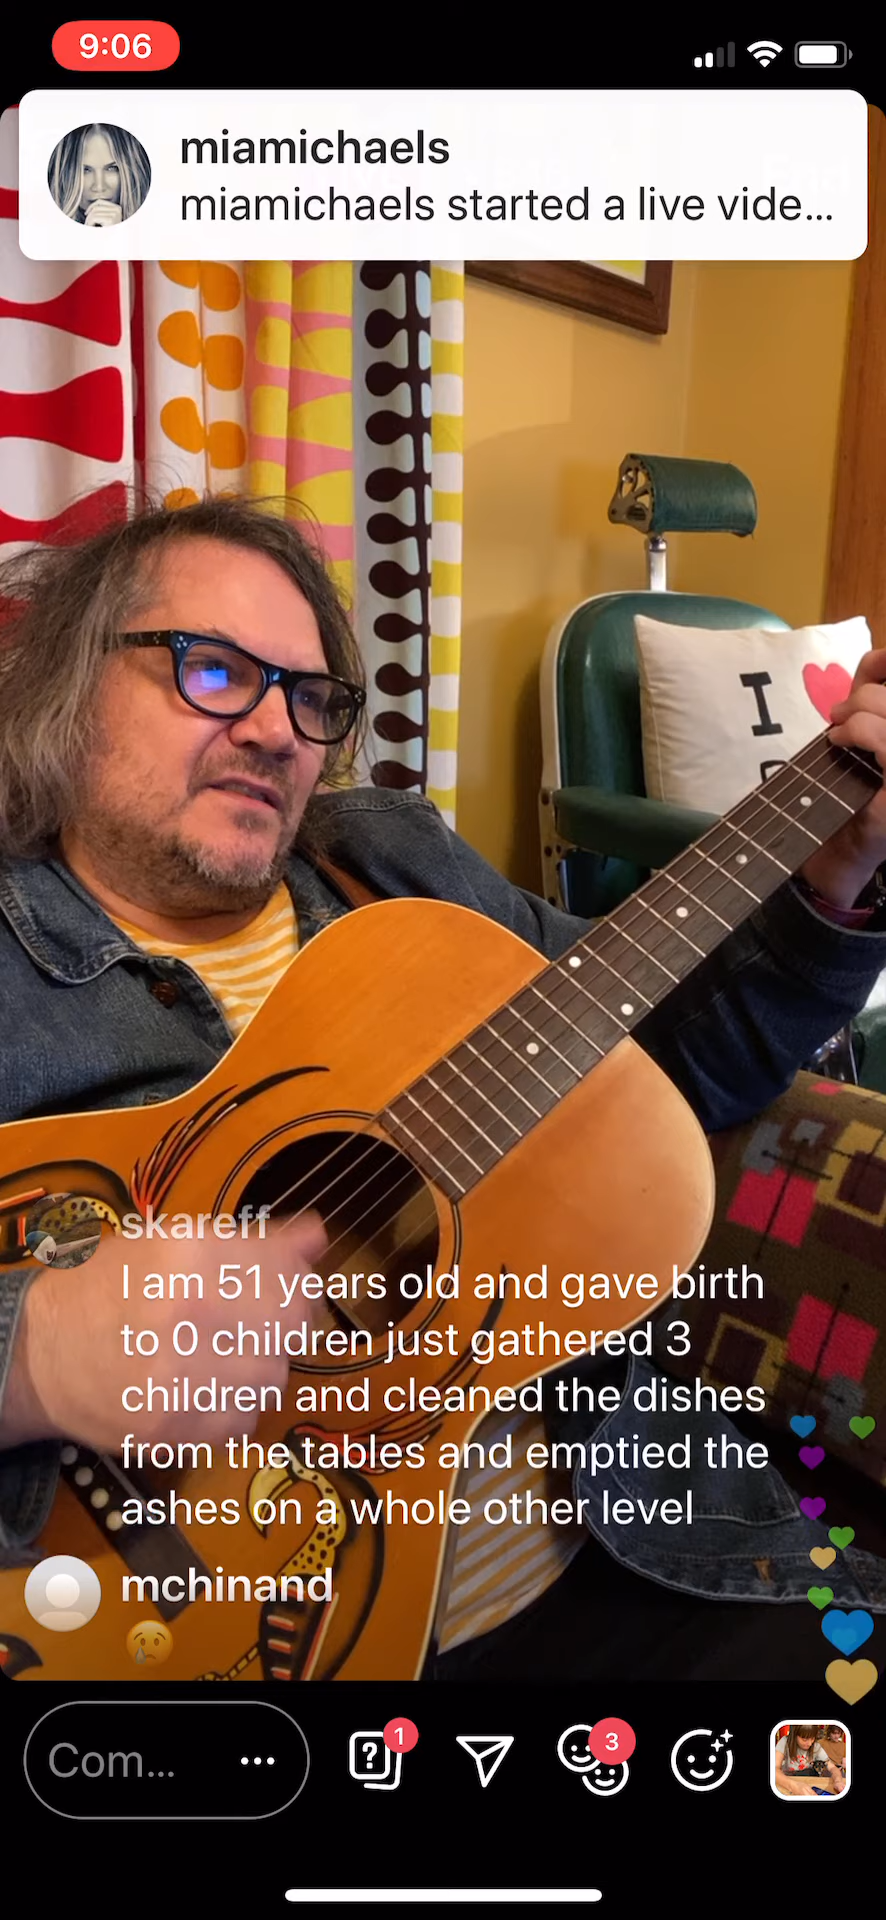 9:06
miamichaels
miamichaels started a live vide...
I
skareff
I am 51 years old and gave birth
to 0 children just gathered 3
children and cleaned the dishes
from the tables and emptied the
ashes on a whole other level
mchinand
Com...
1
3